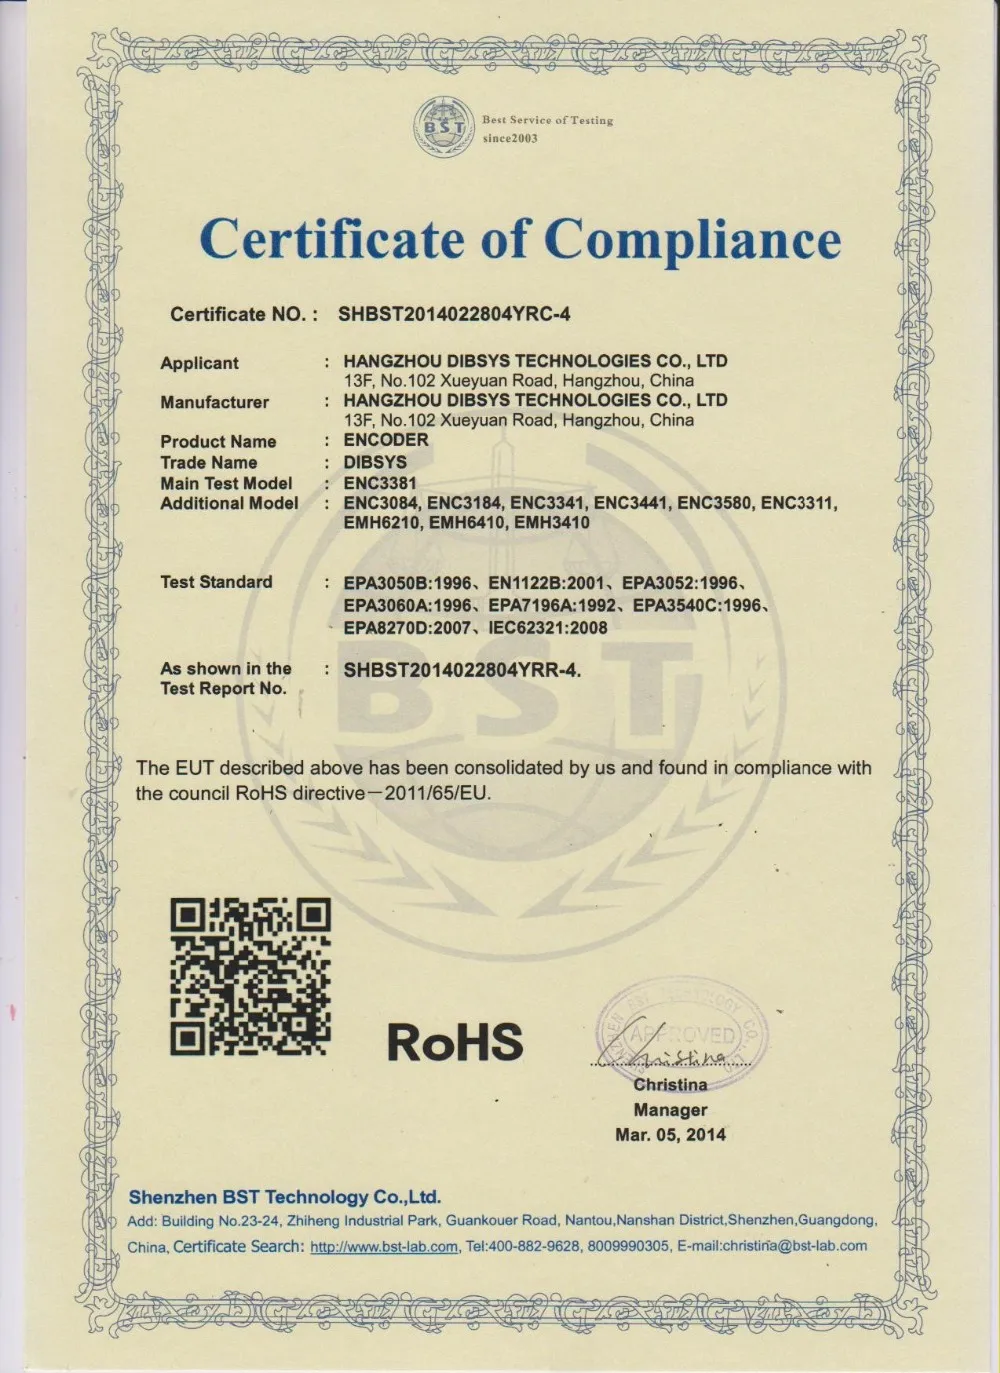 BST
Best Service of Testing
since2003
Certificate of Compliance
Certificate NO. : SHBST2014022804YRC-4
Applicant : HANGZHOU DIBSYS TECHNOLOGIES CO., LTD
13F, No.102 Xueyuan Road, Hangzhou, China
Manufacturer : HANGZHOU DIBSYS TECHNOLOGIES CO., LTD
13F, No.102 Xueyuan Road, Hangzhou, China
Product Name : ENCODER
Trade Name : DIBSYS
Main Test Model : ENC3381
Additional Model : ENC3084, ENC3184, ENC3341, ENC3441, ENC3580, ENC3311,
EMH6210, EMH6410, EMH3410
Test Standard : EPA3050B:1996、EN1122B:2001、EPA3052:1996、
EPA3060A:1996、EPA7196A:1992、EPA3540C:1996、
EPA8270D:2007、IEC62321:2008
As shown in the : SHBST2014022804YRR-4.
Test Report No.
BST
The EUT described above has been consolidated by us and found in compliance with
the council RoHS directive－2011/65/EU.
RoHS
APPROVED
Christina
Christina
Manager
Mar. 05, 2014
Shenzhen BST Technology Co.,Ltd.
Add: Building No.23-24, Zhiheng Industrial Park, Guankouer Road, Nantou,Nanshan District,Shenzhen,Guangdong,
China, Certificate Search: http://www.bst-lab.com, Tel:400-882-9628, 8009990305, E-mail:christina@bst-lab.com